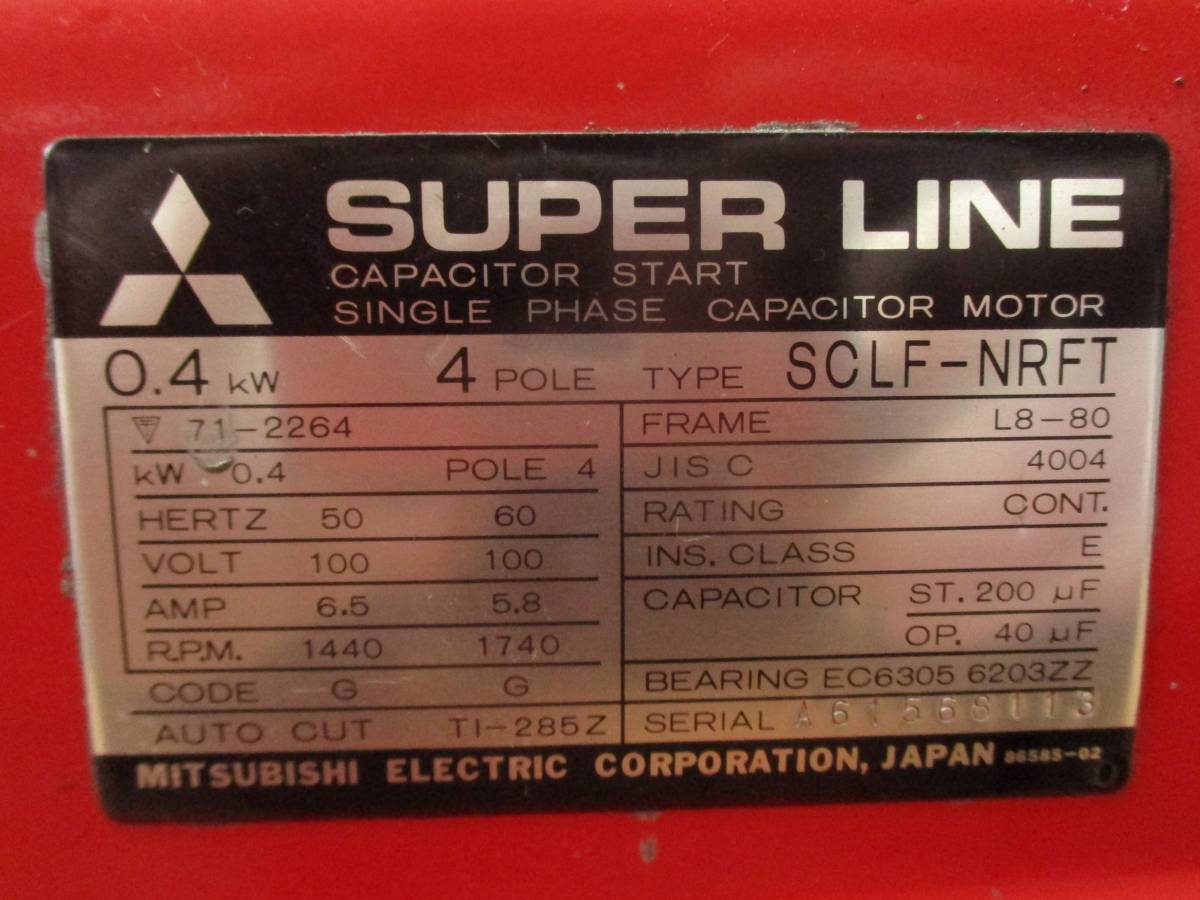 SUPER LINE
CAPACITOR START
SINGLE PHASE CAPACITOR MOTOR
0.4 kW 4 POLE TYPE SCLF-NRFT
71-2264
kW 0.4 POLE 4
HERTZ 50 60
VOLT 100 100
AMP 6.5 5.8
R.P.M. 1440 1740
CODE G G
AUTO CUT TI-285Z
FRAME L8-80
JIS C 4004
RATING CONT.
INS. CLASS E
CAPACITOR ST. 200 µF
OP. 40 µF
BEARING EC6305 6203ZZ
SERIAL A61568113
MITSUBISHI ELECTRIC CORPORATION, JAPAN 86585-02